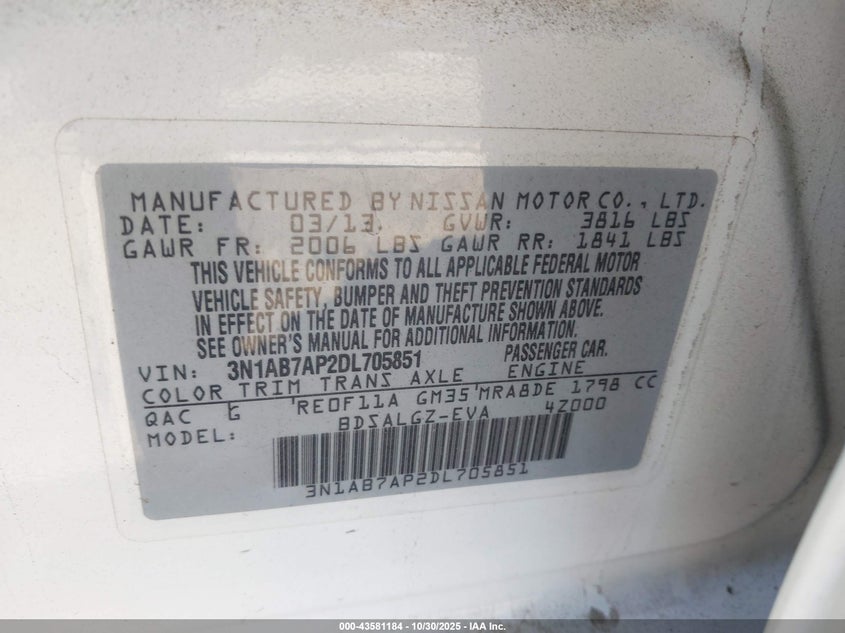 MANUFACTURED BY NISSAN MOTOR CO., LTD.
DATE: 03/13 GVWR: 3816 LBS
GAWR FR: 2006 LBS GAWR RR: 1841 LBS
THIS VEHICLE CONFORMS TO ALL APPLICABLE FEDERAL MOTOR
VEHICLE SAFETY, BUMPER AND THEFT PREVENTION STANDARDS
IN EFFECT ON THE DATE OF MANUFACTURE SHOWN ABOVE.
SEE OWNER'S MANUAL FOR ADDITIONAL INFORMATION.
VIN: 3N1AB7AP2DL705851 PASSENGER CAR.
COLOR TRIM TRANS AXLE ENGINE
QAC G 'RE0F11A GM35'MRA8DE 1798 CC
MODEL: BDSALGZ-EVA 4Z000
3N1AB7AP2DL705851
000-43581184 - 10/30/2025 - IAA Inc.